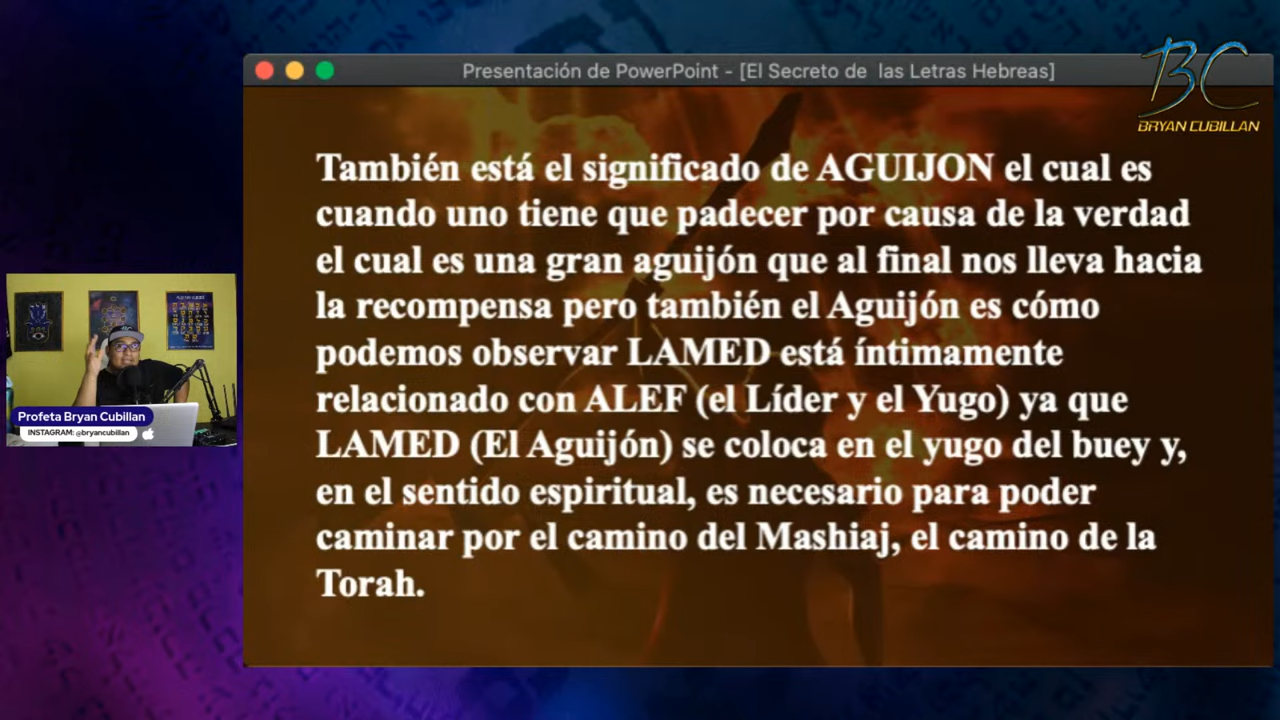 Presentación de PowerPoint - [El Secreto de  las Letras Hebreas]
BC
BRYAN CUBILLAN
También está el significado de AGUIJON el cual es
cuando uno tiene que padecer por causa de la verdad
el cual es una gran aguijón que al final nos lleva hacia
la recompensa pero también el Aguijón es cómo
podemos observar LAMED está íntimamente
relacionado con ALEF (el Líder y el Yugo) ya que
LAMED (El Aguijón) se coloca en el yugo del buey y,
en el sentido espiritual, es necesario para poder
caminar por el camino del Mashiaj, el camino de la
Torah.
Profeta Bryan Cubillan
INSTAGRAM: @bryancubillan